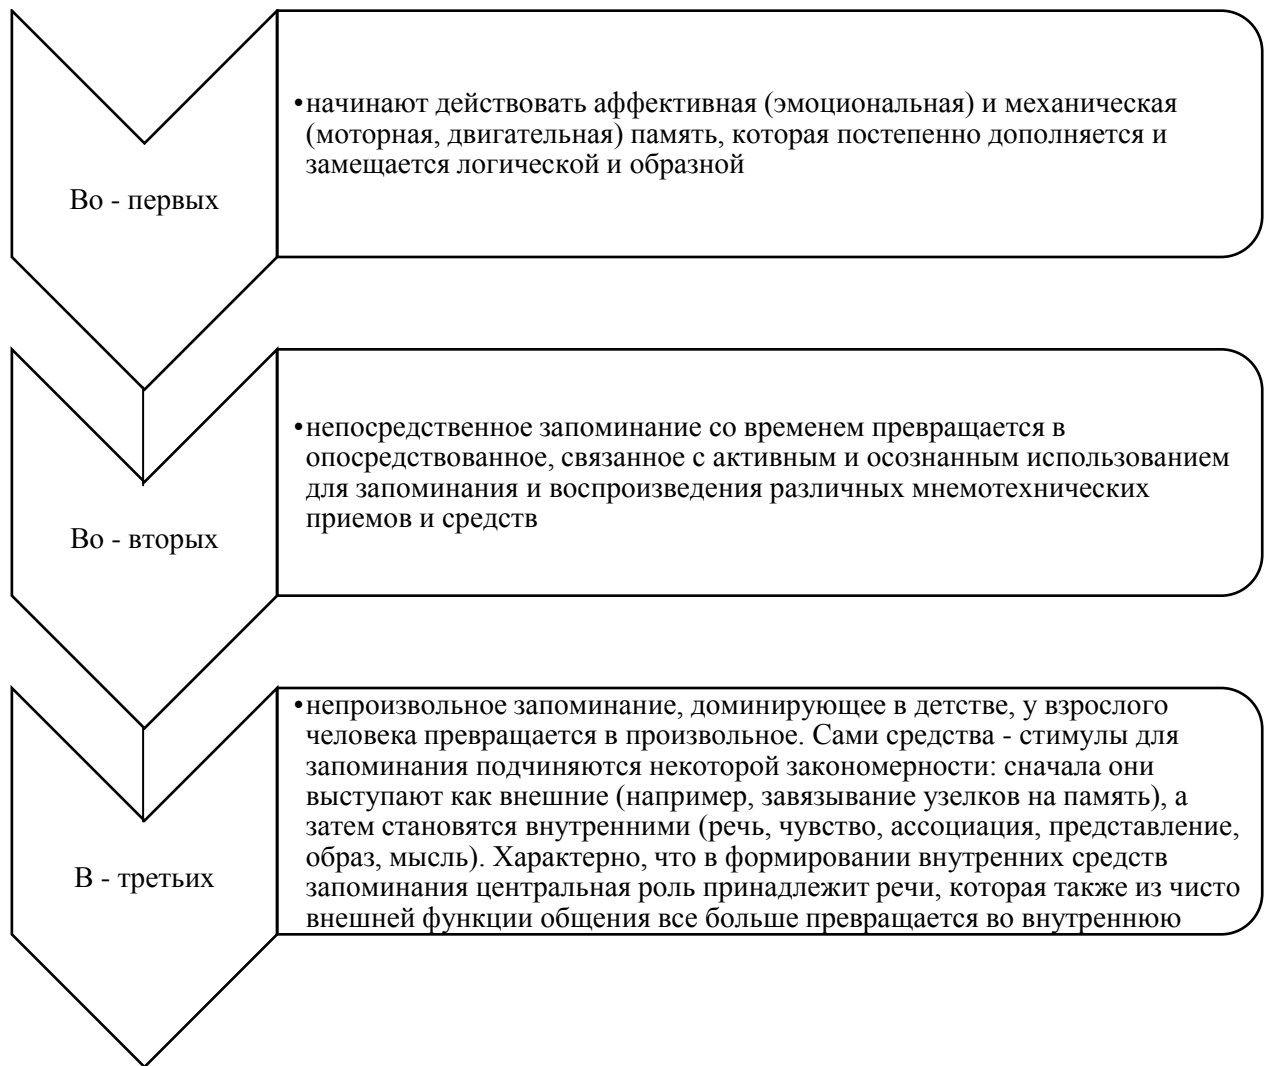 Во - первых
•начинают действовать аффективная (эмоциональная) и механическая
(моторная, двигательная) память, которая постепенно дополняется и
замещается логической и образной
Во - вторых
•непосредственное запоминание со временем превращается в
опосредствованное, связанное с активным и осознанным использованием
для запоминания и воспроизведения различных мнемотехнических
приемов и средств
В - третьих
•непроизвольное запоминание, доминирующее в детстве, у взрослого
человека превращается в произвольное. Сами средства - стимулы для
запоминания подчиняются некоторой закономерности: сначала они
выступают как внешние (например, завязывание узелков на память), а
затем становятся внутренними (речь, чувство, ассоциация, представление,
образ, мысль). Характерно, что в формировании внутренних средств
запоминания центральная роль принадлежит речи, которая также из чисто
внешней функции общения все больше превращается во внутреннюю